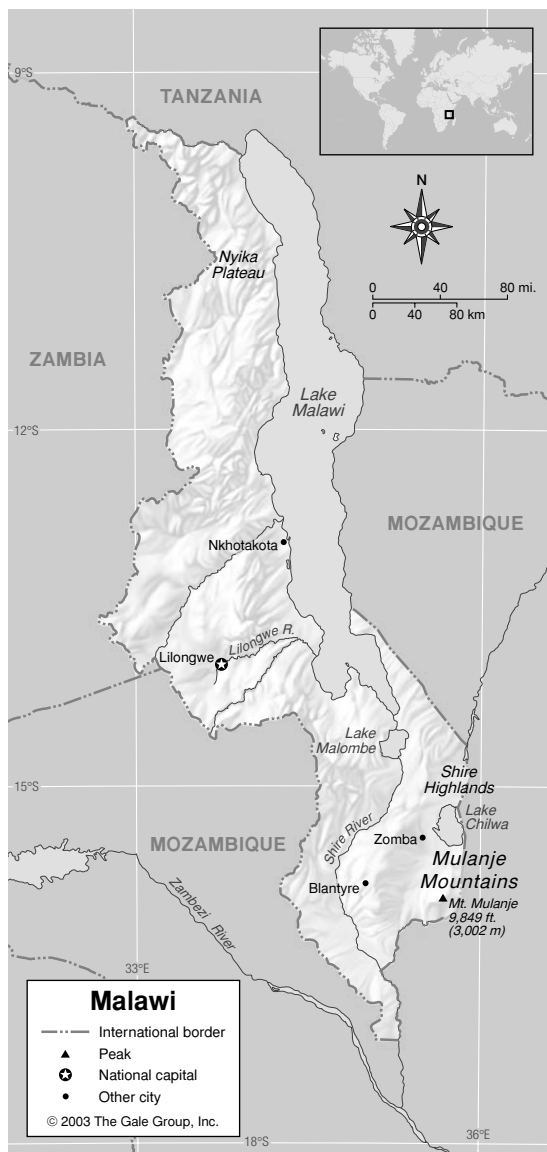 9°S
TANZANIA
N
Nyika
Plateau
0 40 80 mi.
0 40 80 km
ZAMBIA
Lake
Malawi
12°S
MOZAMBIQUE
Nkhotakota
Lilongwe R.
Lilongwe
Lake
Malombe
15°S
Shire
Highlands
Lake
Chilwa
MOZAMBIQUE
Shire River
Zomba
Mulanje
Mountains
Blantyre
Mt. Mulanje
9,849 ft.
(3,002 m)
Zambezi River
33°E
Malawi
International border
Peak
National capital
Other city
© 2003 The Gale Group, Inc.
18°S
36°E